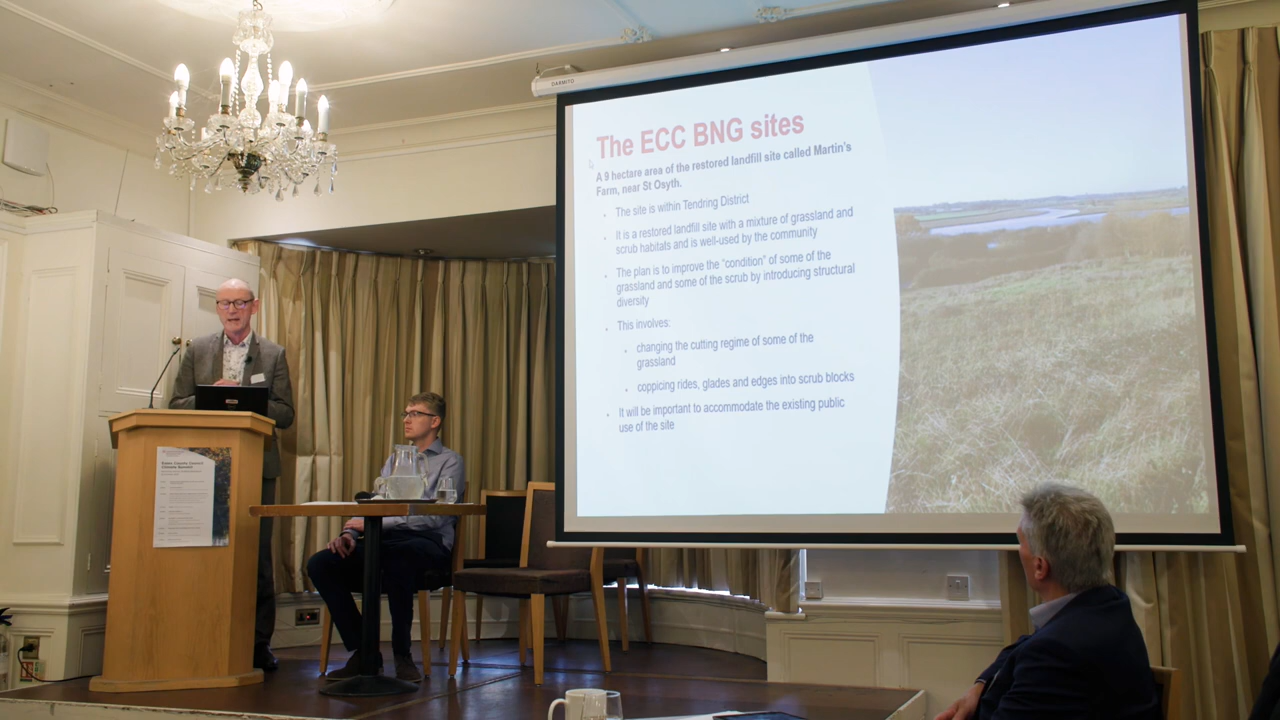 DARMITO
The ECC BNG sites
A 9 hectare area of the restored landfill site called Martin's
Farm, near St Osyth.
The site is within Tendring District
It is a restored landfill site with a mixture of grassland and
scrub habitats and is well-used by the community
The plan is to improve the "condition" of some of the
grassland and some of the scrub by introducing structural
diversity
This involves:
changing the cutting regime of some of the
grassland
coppicing rides, glades and edges into scrub blocks
It will be important to accommodate the existing public
use of the site
Essex County Council
Climate Summit